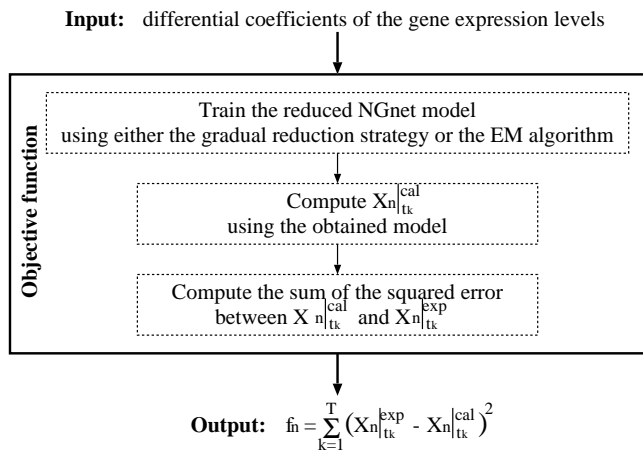 Input: differential coefficients of the gene expression levels
Objective function
Train the reduced NGnet model
using either the gradual reduction strategy or the EM algorithm
Compute Xn|tk cal
using the obtained model
Compute the sum of the squared error
between X n|tk cal and Xn|tk exp
Output: fn = Σ k=1 T (Xn|tk exp - Xn|tk cal)2